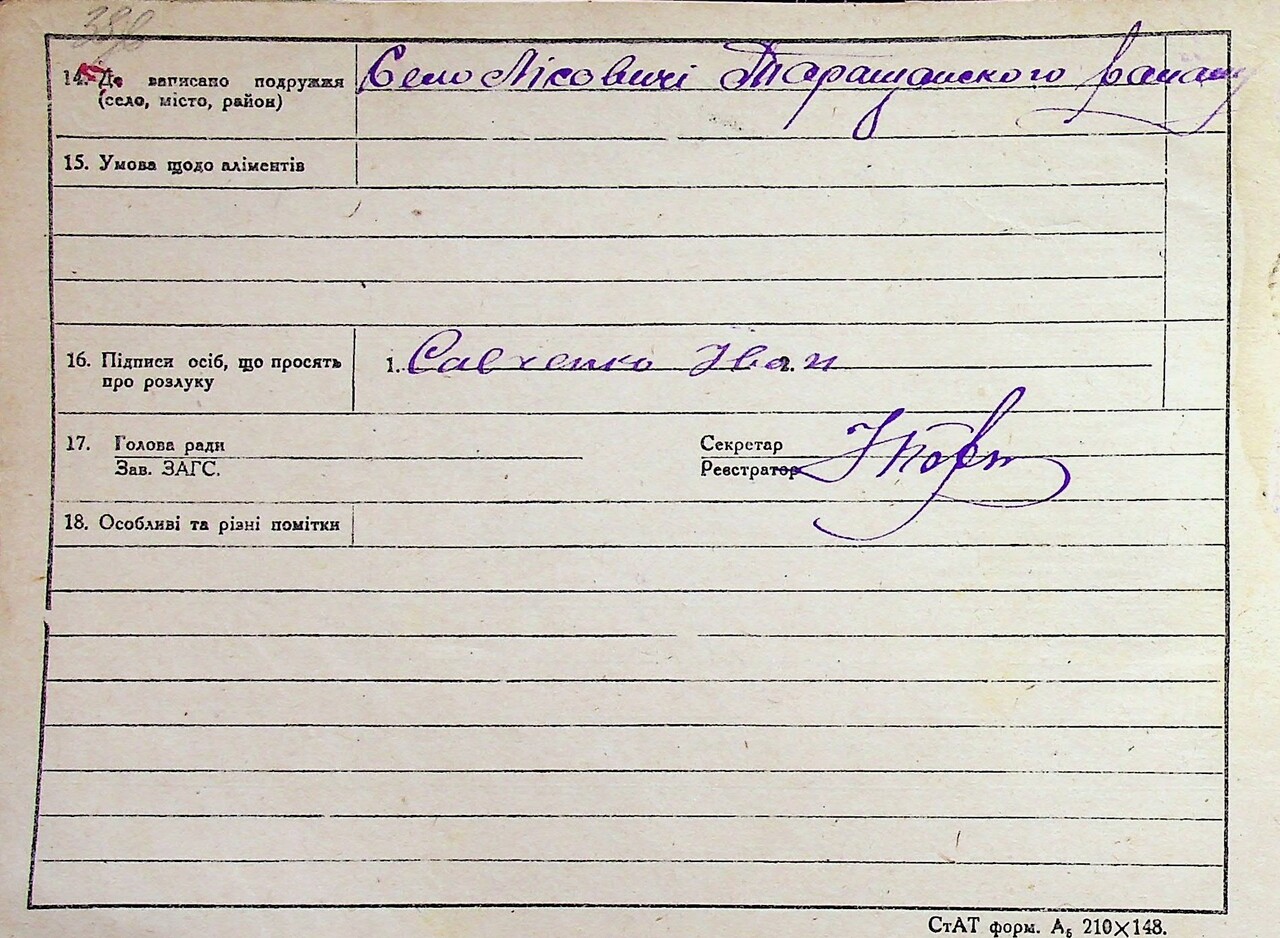 14. Де записано подружжя Село Лісовичі Таращанского
(село, місто, район)
15. Умова щодо аліментів
16. Підписи осіб, що просять 1. Савченко Іван 2.
про розлуку
17. Голова ради Секретар
Зав. ЗАГС. Реєстратор
18. Особливі та різні помітки
СтАТ форм. А₅ 210×148.